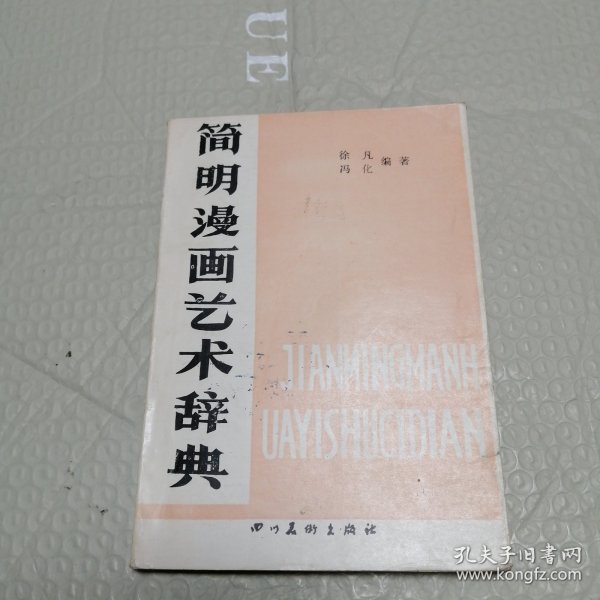 UE
简明漫画艺术辞典
徐凡
冯化
编著
JIANMINGMANH
UAYISHUCIDIAN
四川美术出版社
孔夫子旧书网
www.kongfz.com